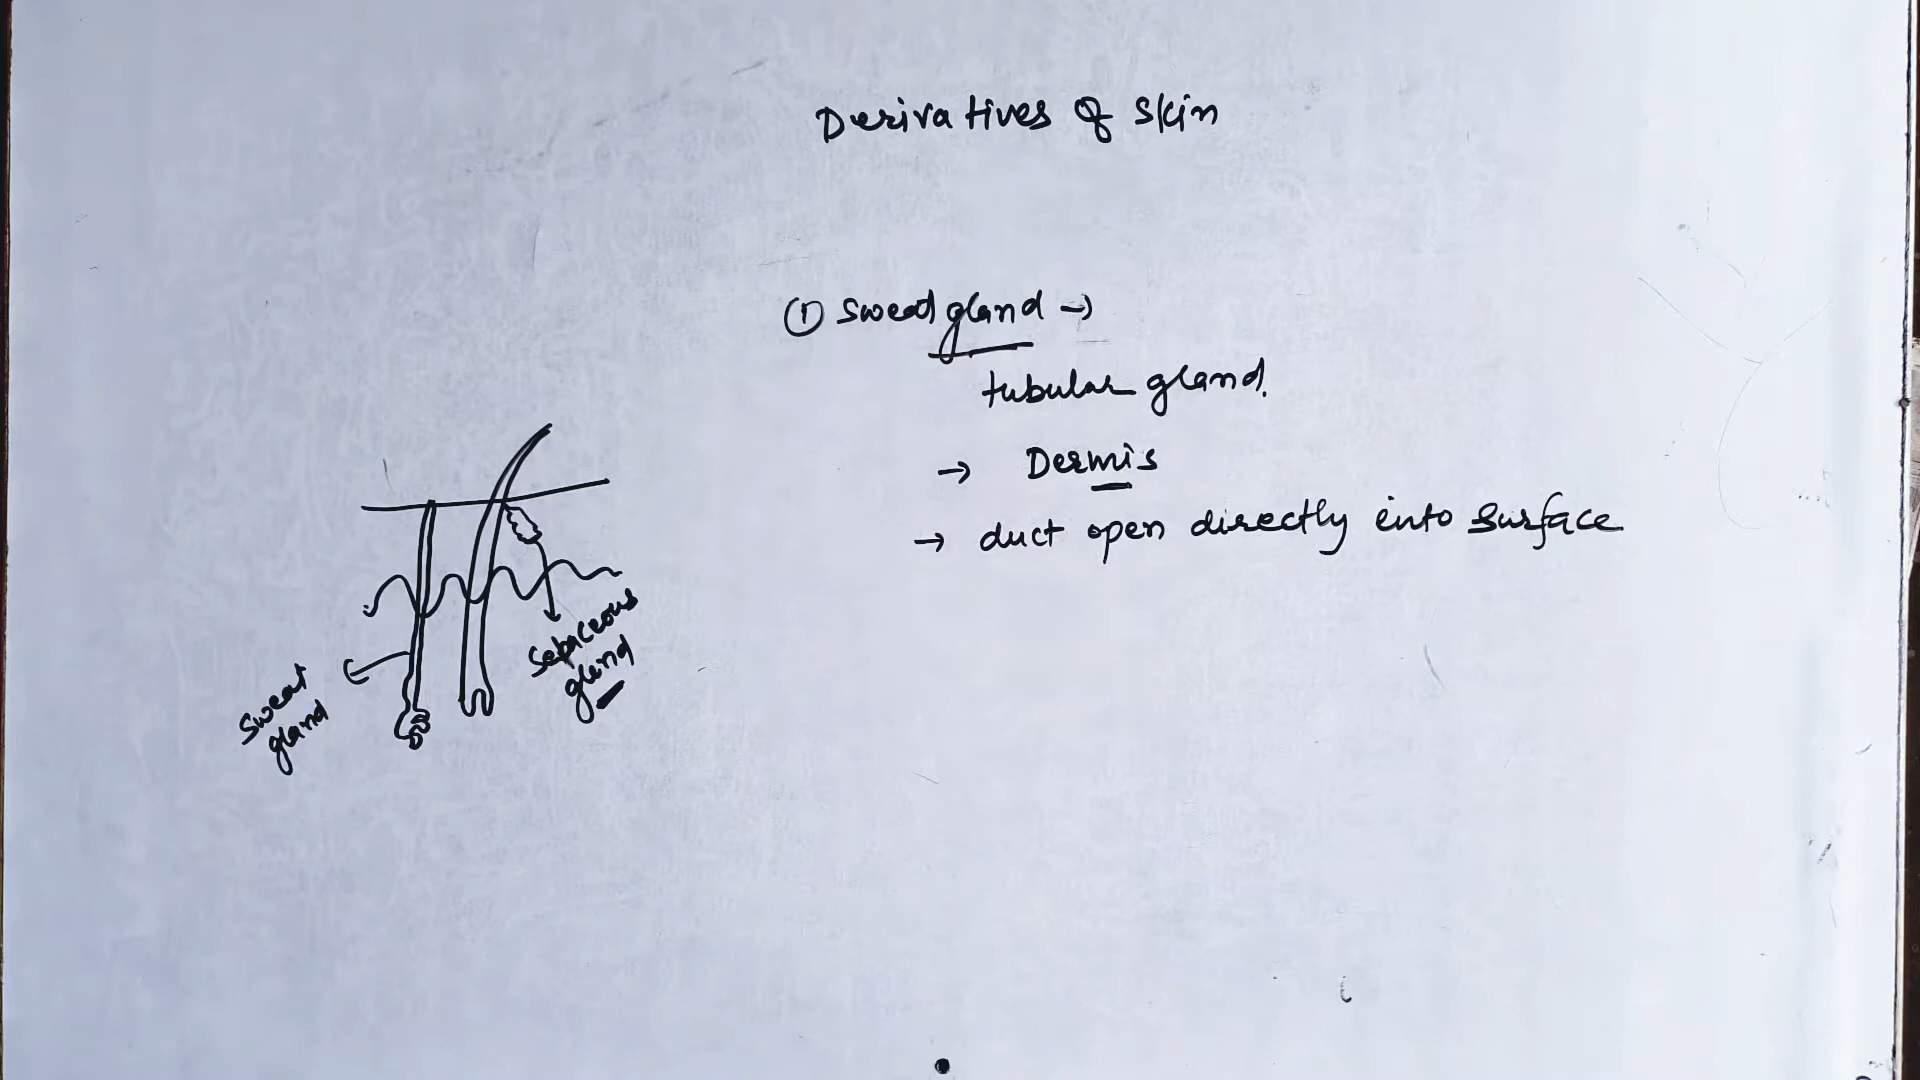 Derivatives of skin
① sweat gland →
tubular gland.
→ Dermis
→ duct open directly into surface
sweat
gland
sebaceous
gland